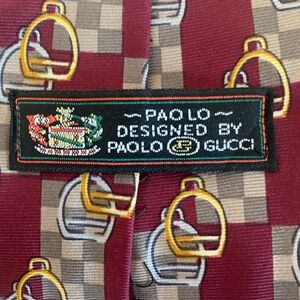 ~ PAOLO ~
DESIGNED BY
PAOLO GUCCI